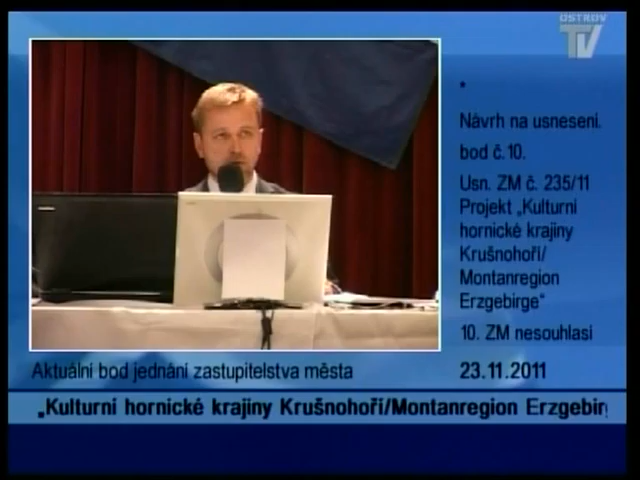 OSTROV
TV
Návrh na usnesení.
bod č.10.
Usn. ZM č. 235/11
Projekt „Kulturní
hornické krajiny
Krušnohoří/
Montanregion
Erzgebirge“
10. ZM nesouhlasí
Aktuální bod jednání zastupitelstva města
23.11.2011
„Kulturní hornické krajiny Krušnohoří/Montanregion Erzgebirg